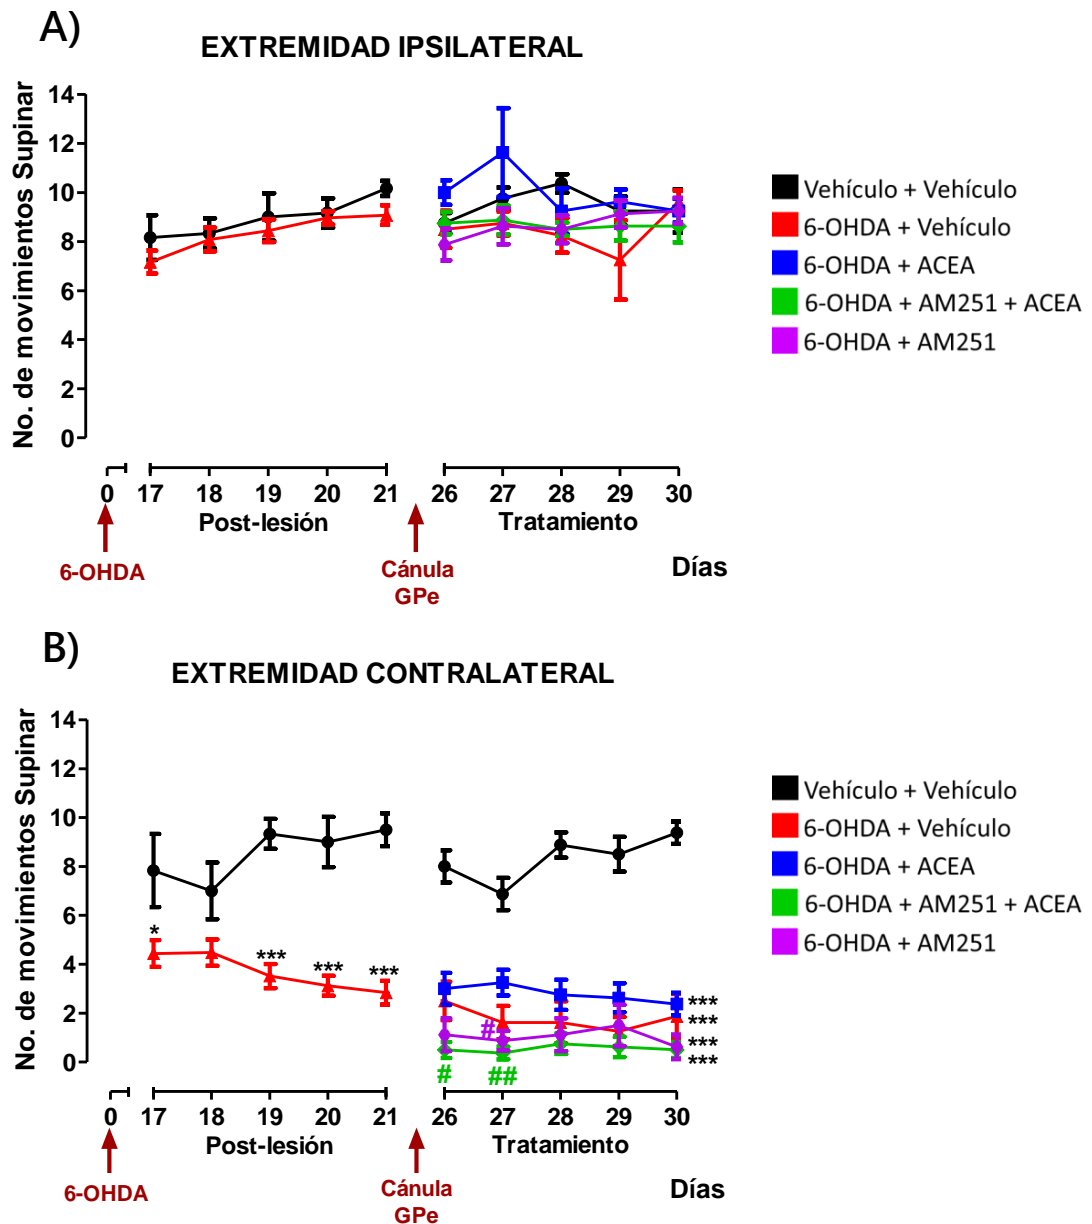 A)
EXTREMIDAD IPSILATERAL
No. de movimientos Supinar
14
12
10
8
6
4
2
0
0 17 18 19 20 21 26 27 28 29 30
Post-lesión Tratamiento
6-OHDA
Cánula
GPe
Días
Vehículo + Vehículo
6-OHDA + Vehículo
6-OHDA + ACEA
6-OHDA + AM251 + ACEA
6-OHDA + AM251
B)
EXTREMIDAD CONTRALATERAL
No. de movimientos Supinar
14
12
10
8
6
4
2
0
* *** *** ***
***
***
***
***
#
# ##
0 17 18 19 20 21 26 27 28 29 30
Post-lesión Tratamiento
6-OHDA
Cánula
GPe
Días
Vehículo + Vehículo
6-OHDA + Vehículo
6-OHDA + ACEA
6-OHDA + AM251 + ACEA
6-OHDA + AM251